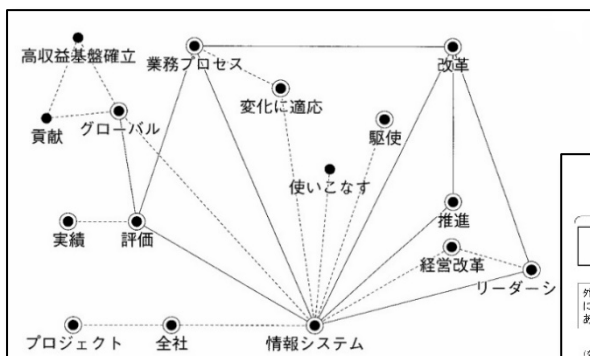 高収益基盤確立
業務プロセス
改革
変化に適応
貢献
グローバル
駆使
使いこなす
推進
実績
評価
経営改革
リーダーシ
プロジェクト
全社
情報システム